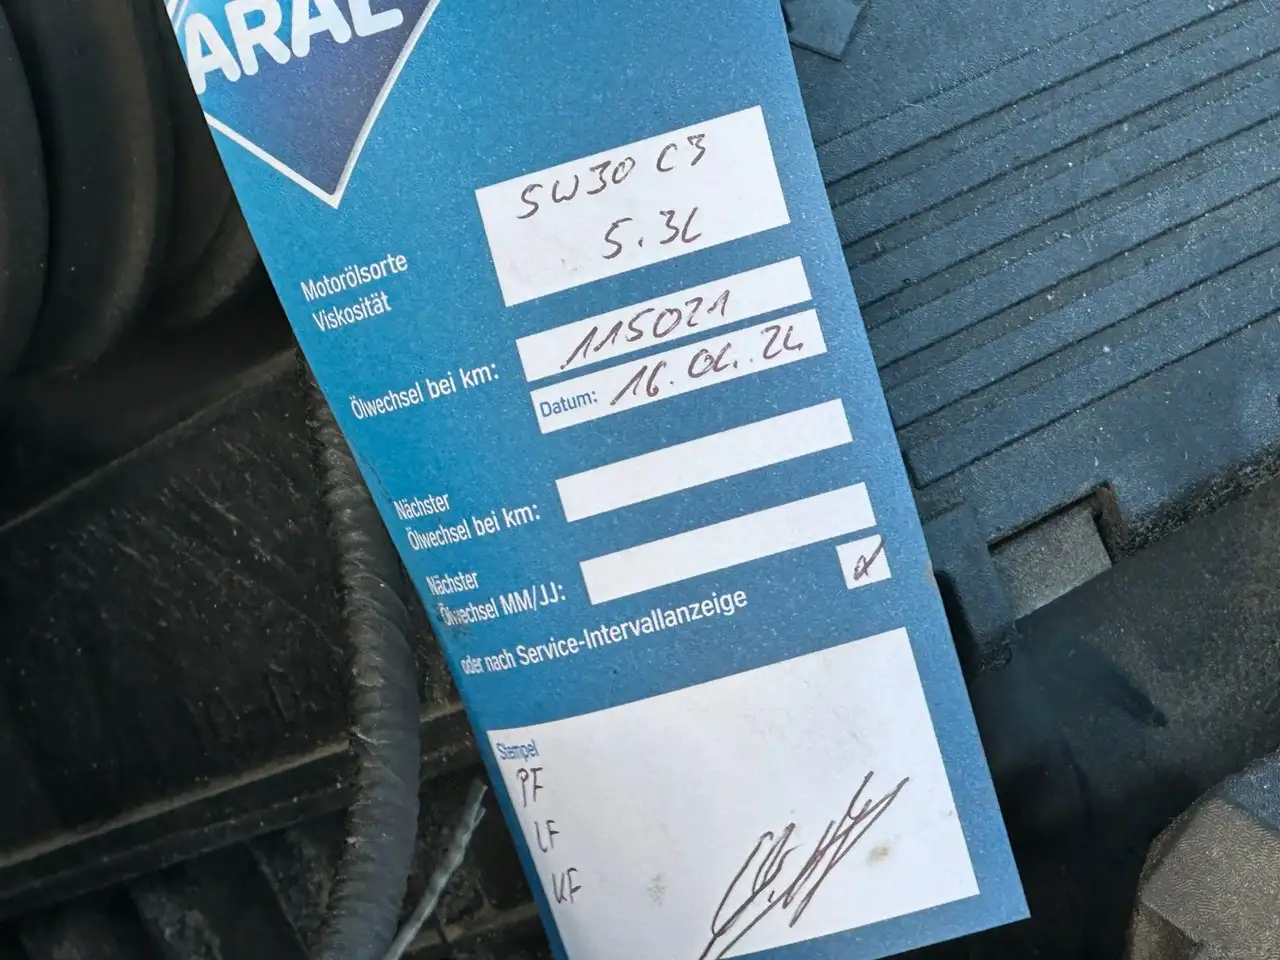 ARAL
5W30 C3
5.3L
Motorölsorte
Viskosität
Ölwechsel bei km: 115021
Datum: 16.04.24
Nächster
Ölwechsel bei km:
Nächster
Ölwechsel MM/JJ:
oder nach Service-Intervallanzeige
Stempel
PF
LF
KF